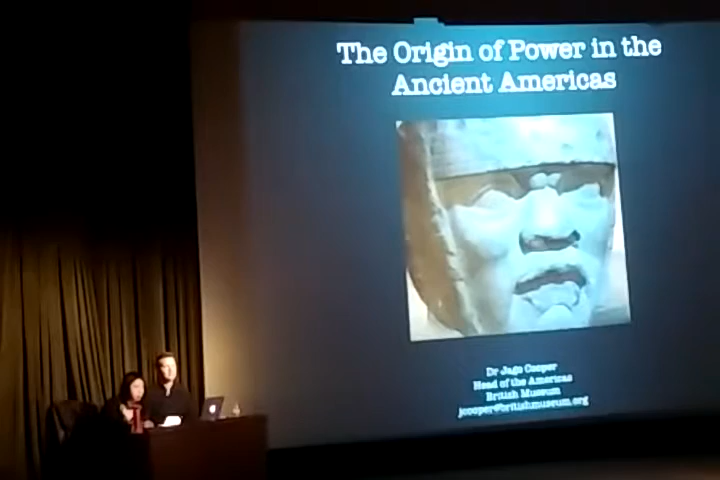 The Origin of Power in the
Ancient Americas
Dr Jago Cooper
Head of the Americas
British Museum
jcooper@britishmuseum.org